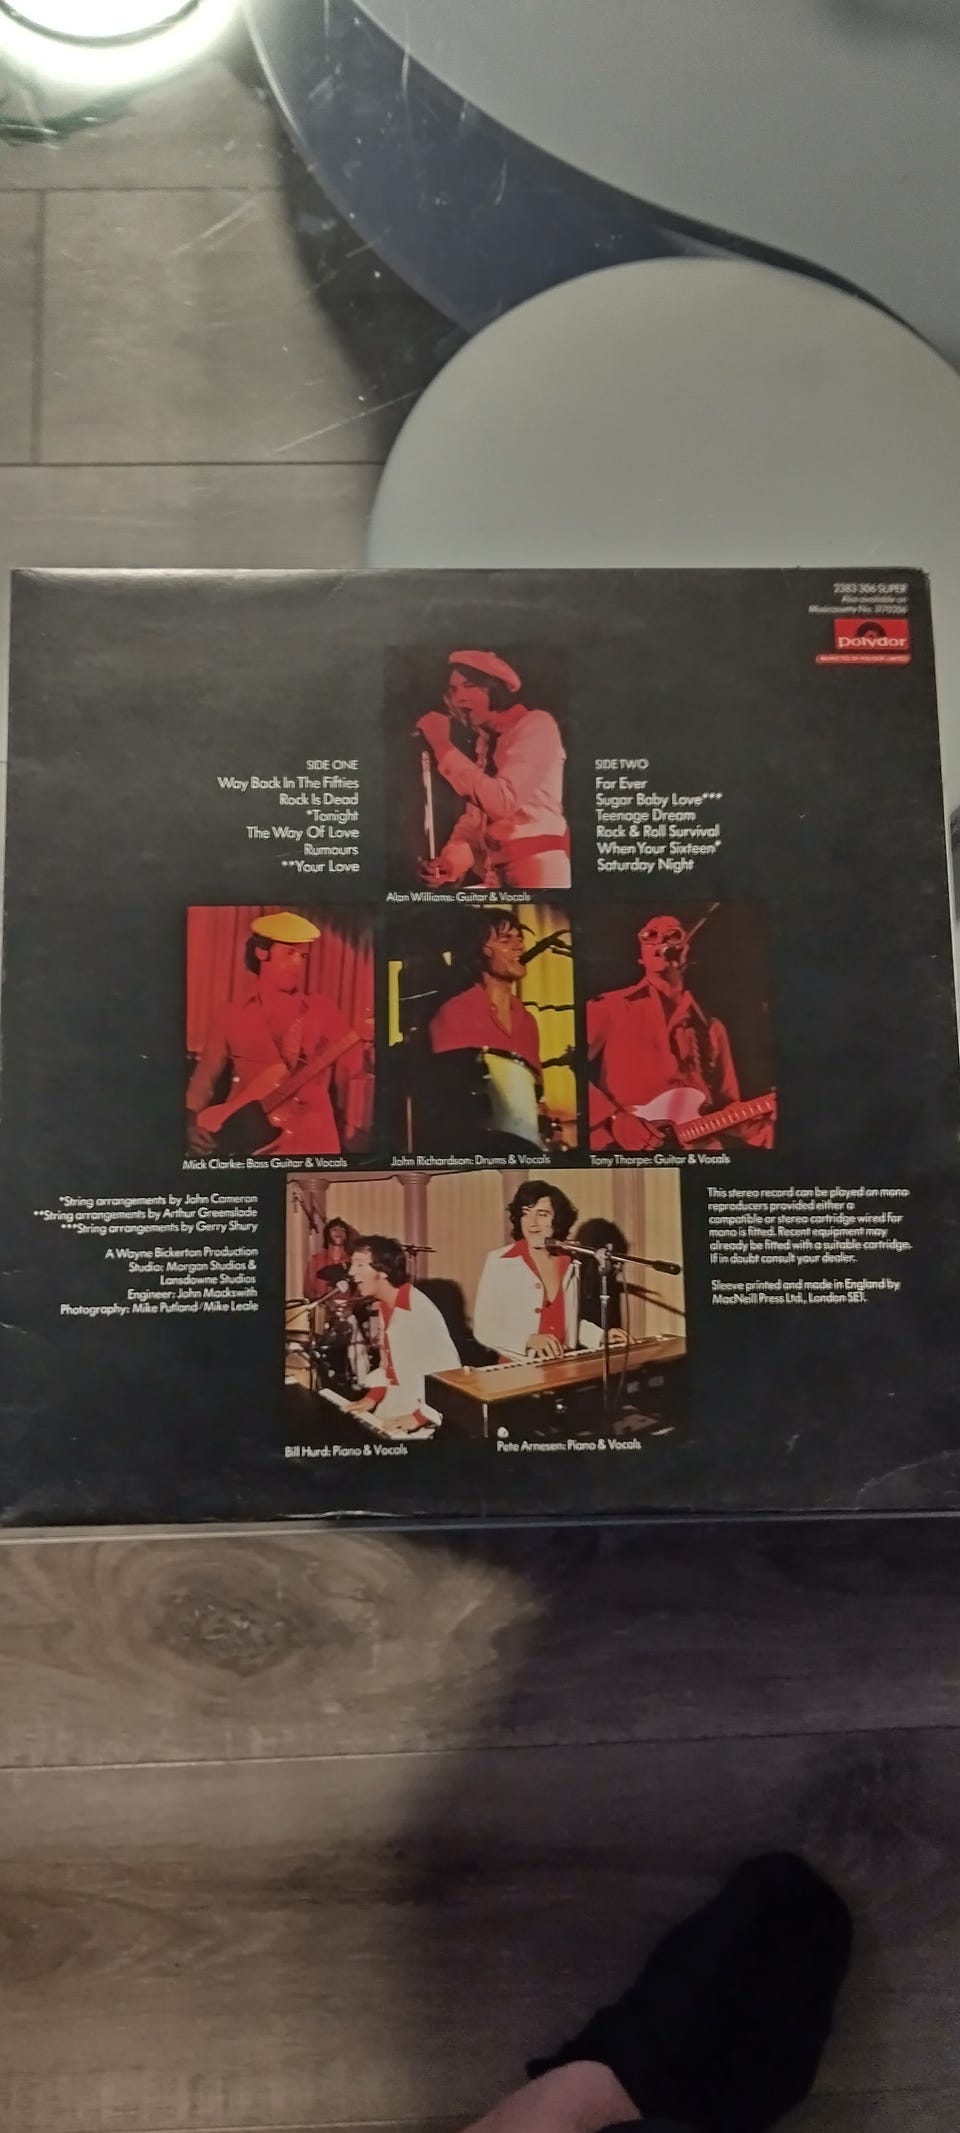 2383 306 SUPER
Also available on
Musicassette No. 3170206
polydor
MARKETED BY POLYDOR LIMITED
SIDE ONE
Way Back In The Fifties
Rock Is Dead
*Tonight
The Way Of Love
Rumours
**Your Love
SIDE TWO
For Ever
Sugar Baby Love***
Teenage Dream
Rock & Roll Survival
When Your Sixteen*
Saturday Night
Alan Williams: Guitar & Vocals
Mick Clarke: Bass Guitar & Vocals
John Richardson: Drums & Vocals
Tony Thorpe: Guitar & Vocals
*String arrangements by John Cameron
**String arrangements by Arthur Greenslade
***String arrangements by Gerry Shury
A Wayne Bickerton Production
Studio: Morgan Studios &
Lansdowne Studios
Engineer: John Mackswith
Photography: Mike Putland/Mike Leale
This stereo record can be played on mono
reproducers provided either a
compatible or stereo cartridge wired for
mono is fitted. Recent equipment may
already be fitted with a suitable cartridge.
If in doubt consult your dealer.
Sleeve printed and made in England by
MacNeill Press Ltd., London SE1.
Bill Hurd: Piano & Vocals
Pete Arnesen: Piano & Vocals